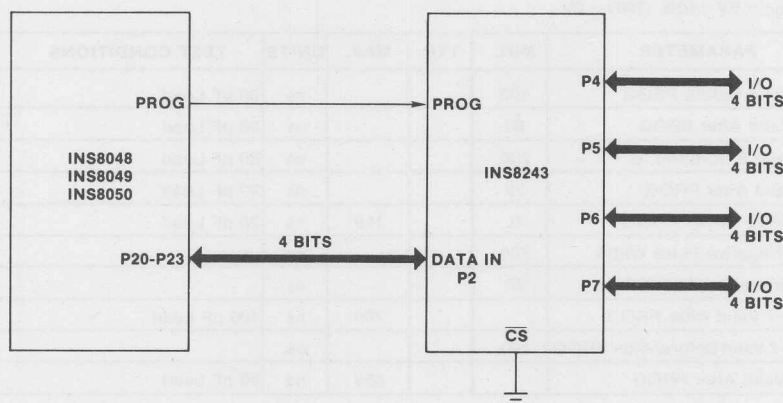 PROG
INS8048
INS8049
INS8050
P20-P23
4 BITS
PROG
INS8243
DATA IN
P2
CS
P4
I/O
4 BITS
P5
I/O
4 BITS
P6
I/O
4 BITS
P7
I/O
4 BITS